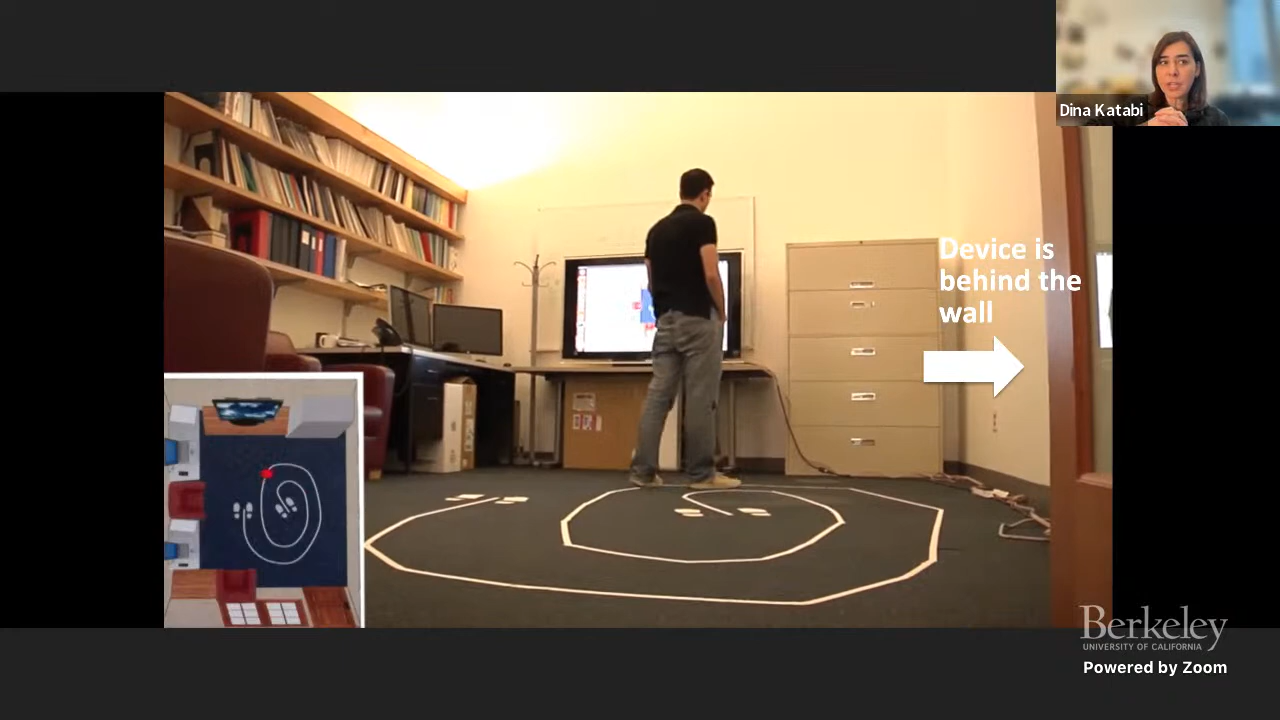 Dina Katabi
Device is
behind the
wall
Berkeley
UNIVERSITY OF CALIFORNIA
Powered by Zoom